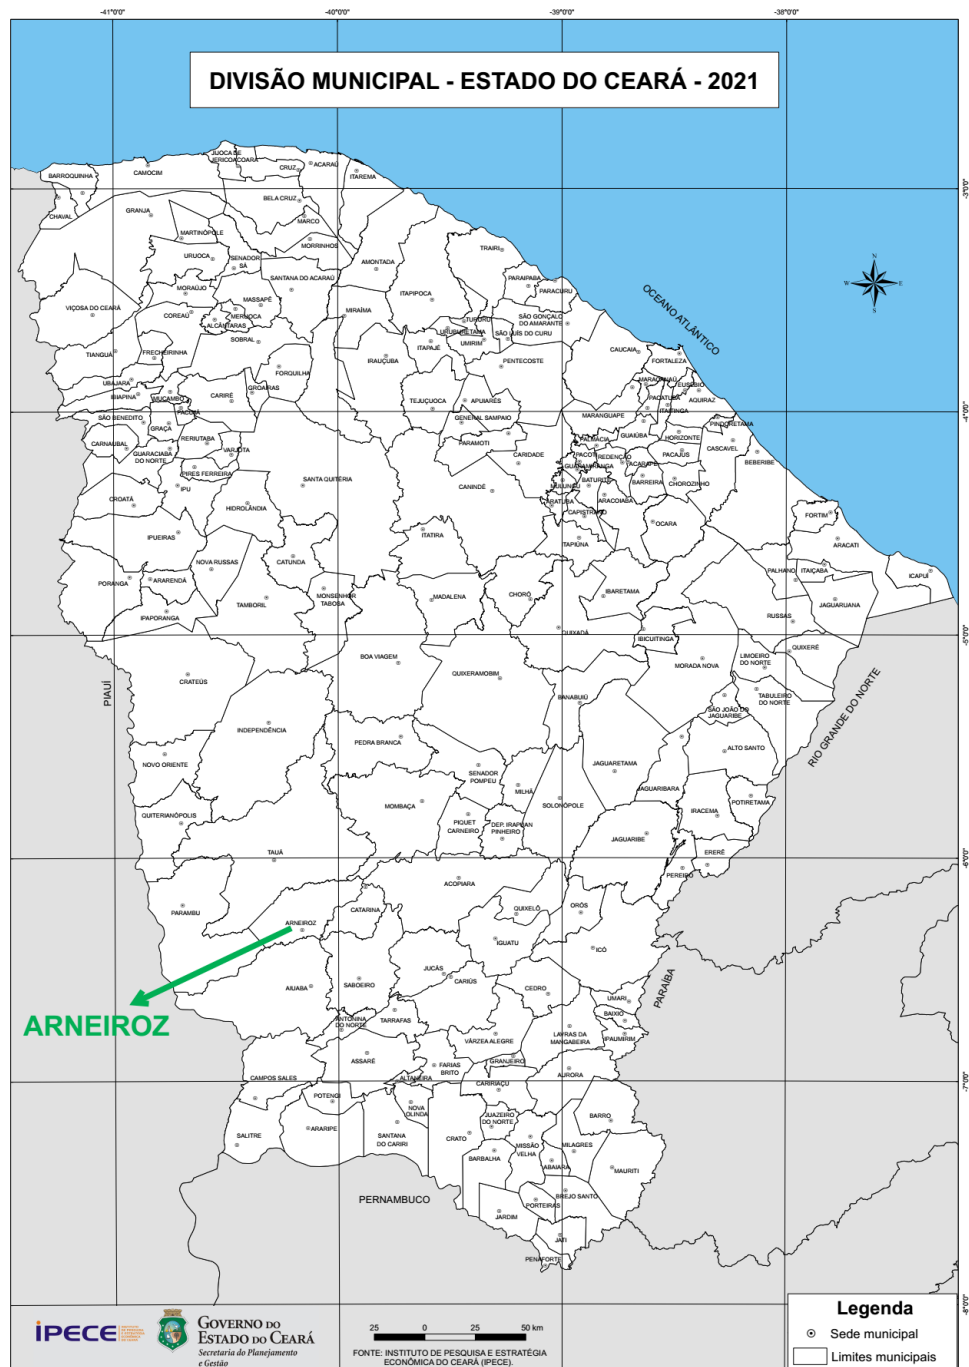 -41°0'0"
-40°0'0"
-39°0'0"
-38°0'0"
DIVISÃO MUNICIPAL - ESTADO DO CEARÁ - 2021
JIJOCA DE
JERICOACOARA
CRUZ
ACARAÚ
ITAREMA
BARROQUINHA
CAMOCIM
-3°0'0"
CHAVAL
GRANJA
BELA CRUZ
MARCO
MARTINÓPOLE
MORRINHOS
URUOCA
SENADOR
SÁ
AMONTADA
TRAIRI
N
W
E
S
MORAÚJO
SANTANA DO ACARAÚ
PARAIPABA
PARACURU
OCEANO ATLÂNTICO
VIÇOSA DO CEARÁ
COREAÚ
MASSAPÊ
MERUOCA
ALCÂNTARAS
MIRAÍMA
ITAPIPOCA
TURURU
URUBURETAMA
UMIRIM
SÃO GONÇALO
DO AMARANTE
SÃO LUÍS DO CURU
SOBRAL
TIANGUÁ
FRECHEIRINHA
IRAUÇUBA
ITAPAJÉ
PENTECOSTE
CAUCAIA
FORTALEZA
UBAJARA
IBIAPINA
MUCAMBO
PACUJÁ
CARIRÉ
GROAÍRAS
FORQUILHA
TEJUÇUOCA
APUIARÉS
GENERAL SAMPAIO
MARACANAÚ
EUSÉBIO
PACATUBA
AQUIRAZ
ITAITINGA
MARANGUAPE
-4°0'0"
SÃO BENEDITO
GRAÇA
PINDORETAMA
CARNAUBAL
GUARACIABA
DO NORTE
RERIUTABA
VARJOTA
PARAMOTI
CARIDADE
PALMÁCIA
GUAIÚBA
HORIZONTE
CASCAVEL
PACOTI
REDENÇÃO
PACAJUS
BEBERIBE
GUARAMIRANGA
ACARAPE
PIRES FERREIRA
IPU
CROATÁ
HIDROLÂNDIA
SANTA QUITÉRIA
CANINDÉ
MULUNGU
BATURITÉ
BARREIRA
CHOROZINHO
ARATUBA
ARACOIABA
CAPISTRANO
OCARA
FORTIM
ARACATI
IPUEIRAS
ITATIRA
ITAPIÚNA
NOVA RUSSAS
CATUNDA
PORANGA
ARARENDÁ
TAMBORIL
MONSENHOR
TABOSA
MADALENA
CHORÓ
IBARETAMA
PALHANO
ITAIÇABA
ICAPUÍ
JAGUARUANA
IPAPORANGA
RUSSAS
-5°0'0"
QUIXADÁ
IBICUITINGA
CRATEÚS
BOA VIAGEM
QUIXERAMOBIM
MORADA NOVA
LIMOEIRO
DO NORTE
QUIXERÉ
PIAUÍ
TABULEIRO
DO NORTE
SÃO JOÃO DO
JAGUARIBE
BANABUIÚ
INDEPENDÊNCIA
RIO GRANDE DO NORTE
NOVO ORIENTE
PEDRA BRANCA
SENADOR
POMPEU
ALTO SANTO
JAGUARETAMA
MILHÃ
JAGUARIBARA
QUITERIANÓPOLIS
MOMBAÇA
PIQUET
CARNEIRO
DEP. IRAPUAN
PINHEIRO
SOLONÓPOLE
IRACEMA
POTIRETAMA
JAGUARIBE
ERERÊ
TAUÁ
-6°0'0"
PEREIRO
ACOPIARA
PARAMBU
CATARINA
QUIXELÔ
ORÓS
ARNEIROZ
IGUATU
ICÓ
AIUABA
SABOEIRO
JUCÁS
CARIÚS
CEDRO
PARAÍBA
UMARI
BAIXIO
ARNEIROZ
ANTONINA
DO NORTE
TARRAFAS
VÁRZEA ALEGRE
LAVRAS DA
MANGABEIRA
IPAUMIRIM
ASSARÉ
FARIAS
BRITO
GRANJEIRO
AURORA
CAMPOS SALES
ALTANEIRA
CARIRIAÇU
-7°0'0"
POTENGI
NOVA
OLINDA
JUAZEIRO
DO NORTE
BARRO
ARARIPE
SANTANA
DO CARIRI
CRATO
MISSÃO
VELHA
MILAGRES
SALITRE
BARBALHA
ABAIARA
MAURITI
BREJO SANTO
PERNAMBUCO
PORTEIRAS
JARDIM
JATI
PENAFORTE
-8°0'0"
IPECE
GOVERNO DO
ESTADO DO CEARÁ
Secretaria do Planejamento
e Gestão
25
0
25
50 km
FONTE: INSTITUTO DE PESQUISA E ESTRATÉGIA
ECONÔMICA DO CEARÁ (IPECE).
Legenda
Sede municipal
Limites municipais